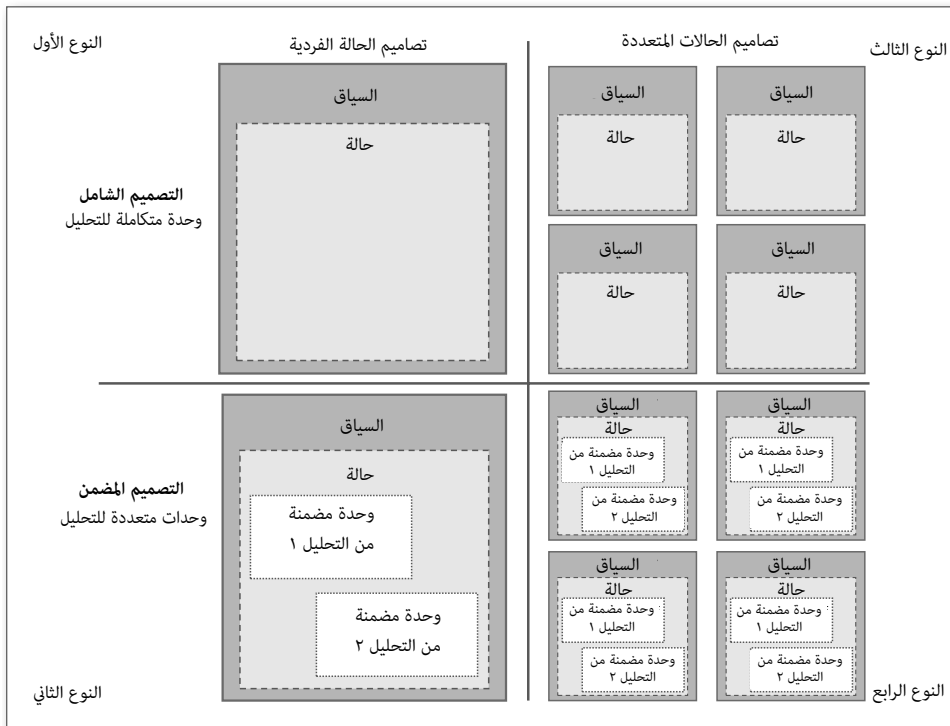 النوع الأول
تصاميم الحالة الفردية
تصاميم الحالات المتعددة
النوع الثالث
السياق
حالة
التصميم الشامل
وحدة متكاملة للتحليل
السياق
حالة
السياق
حالة
السياق
حالة
السياق
حالة
السياق
حالة
وحدة مضمنة
من التحليل ١
وحدة مضمنة
من التحليل ٢
التصميم المضمن
وحدات متعددة للتحليل
السياق
حالة
وحدة مضمنة من
التحليل ١
وحدة مضمنة من
التحليل ٢
السياق
حالة
وحدة مضمنة من
التحليل ١
وحدة مضمنة من
التحليل ٢
السياق
حالة
وحدة مضمنة من
التحليل ١
وحدة مضمنة من
التحليل ٢
السياق
حالة
وحدة مضمنة من
التحليل ١
وحدة مضمنة من
التحليل ٢
النوع الثاني
النوع الرابع